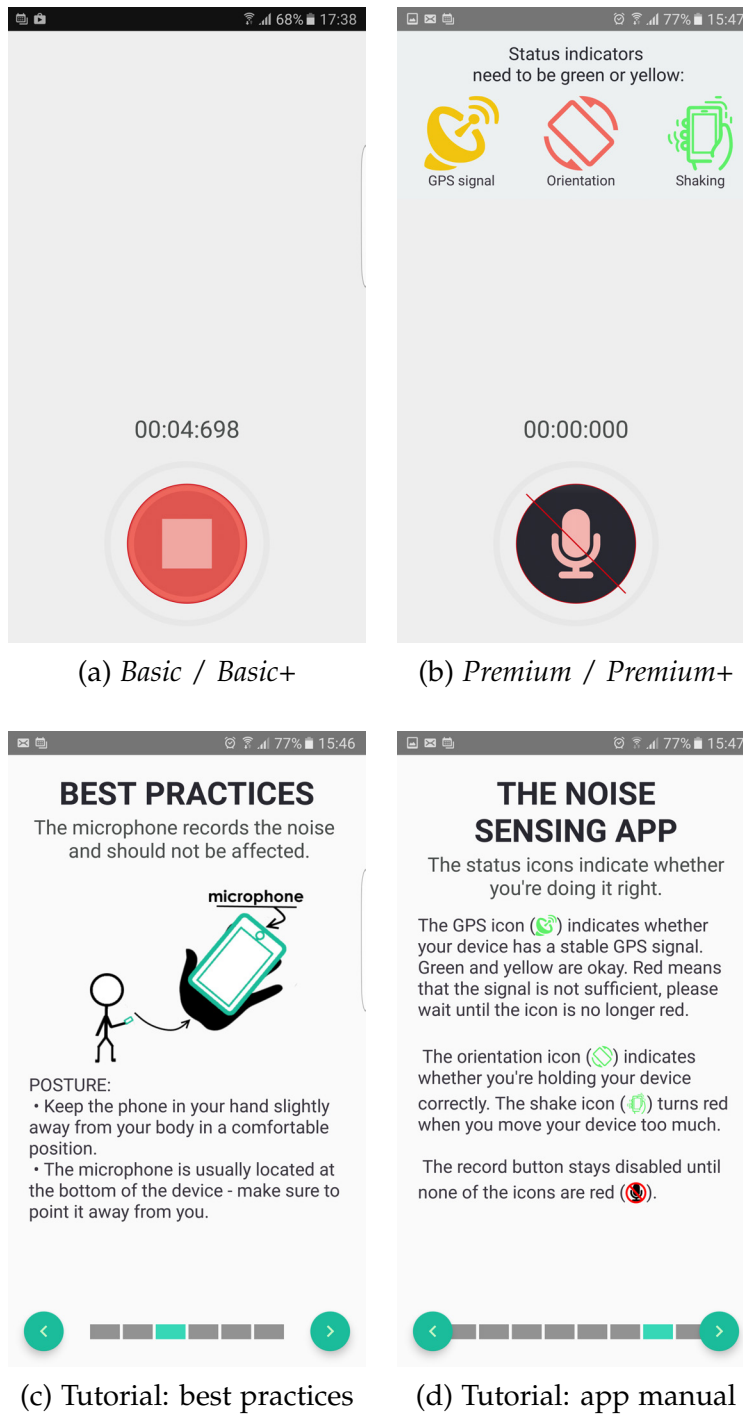 68% 17:38
00:04:698
(a) Basic / Basic+
77% 15:47
Status indicators
need to be green or yellow:
GPS signal
Orientation
Shaking
00:00:000
(b) Premium / Premium+
77% 15:46
BEST PRACTICES
The microphone records the noise
and should not be affected.
microphone
POSTURE:
• Keep the phone in your hand slightly
away from your body in a comfortable
position.
• The microphone is usually located at
the bottom of the device - make sure to
point it away from you.
(c) Tutorial: best practices
77% 15:47
THE NOISE
SENSING APP
The status icons indicate whether
you're doing it right.
The GPS icon ( ) indicates whether
your device has a stable GPS signal.
Green and yellow are okay. Red means
that the signal is not sufficient, please
wait until the icon is no longer red.
The orientation icon ( ) indicates
whether you're holding your device
correctly. The shake icon ( ) turns red
when you move your device too much.
The record button stays disabled until
none of the icons are red ( ).
(d) Tutorial: app manual